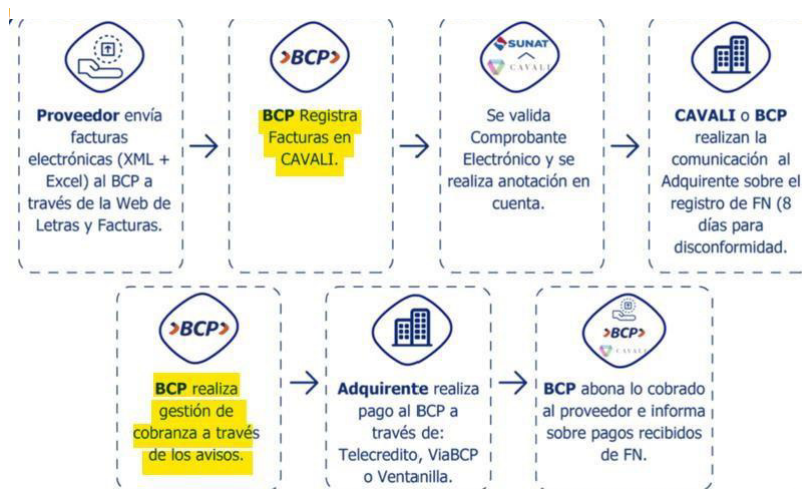 >BCP>
SUNAT
CAVALI
Proveedor envía
facturas
electrónicas (XML +
Excel) al BCP a
través de la Web de
Letras y Facturas.
BCP Registra
Facturas en
CAVALI.
Se valida
Comprobante
Electrónico y se
realiza anotación en
cuenta.
CAVALI o BCP
realizan la
comunicación al
Adquirente sobre el
registro de FN (8
días para
disconformidad.
>BCP>
>BCP>
CAVALI
BCP realiza
gestión de
cobranza a través
de los avisos.
Adquirente realiza
pago al BCP a
través de:
Telecredito, ViaBCP
o Ventanilla.
BCP abona lo cobrado
al proveedor e informa
sobre pagos recibidos
de FN.